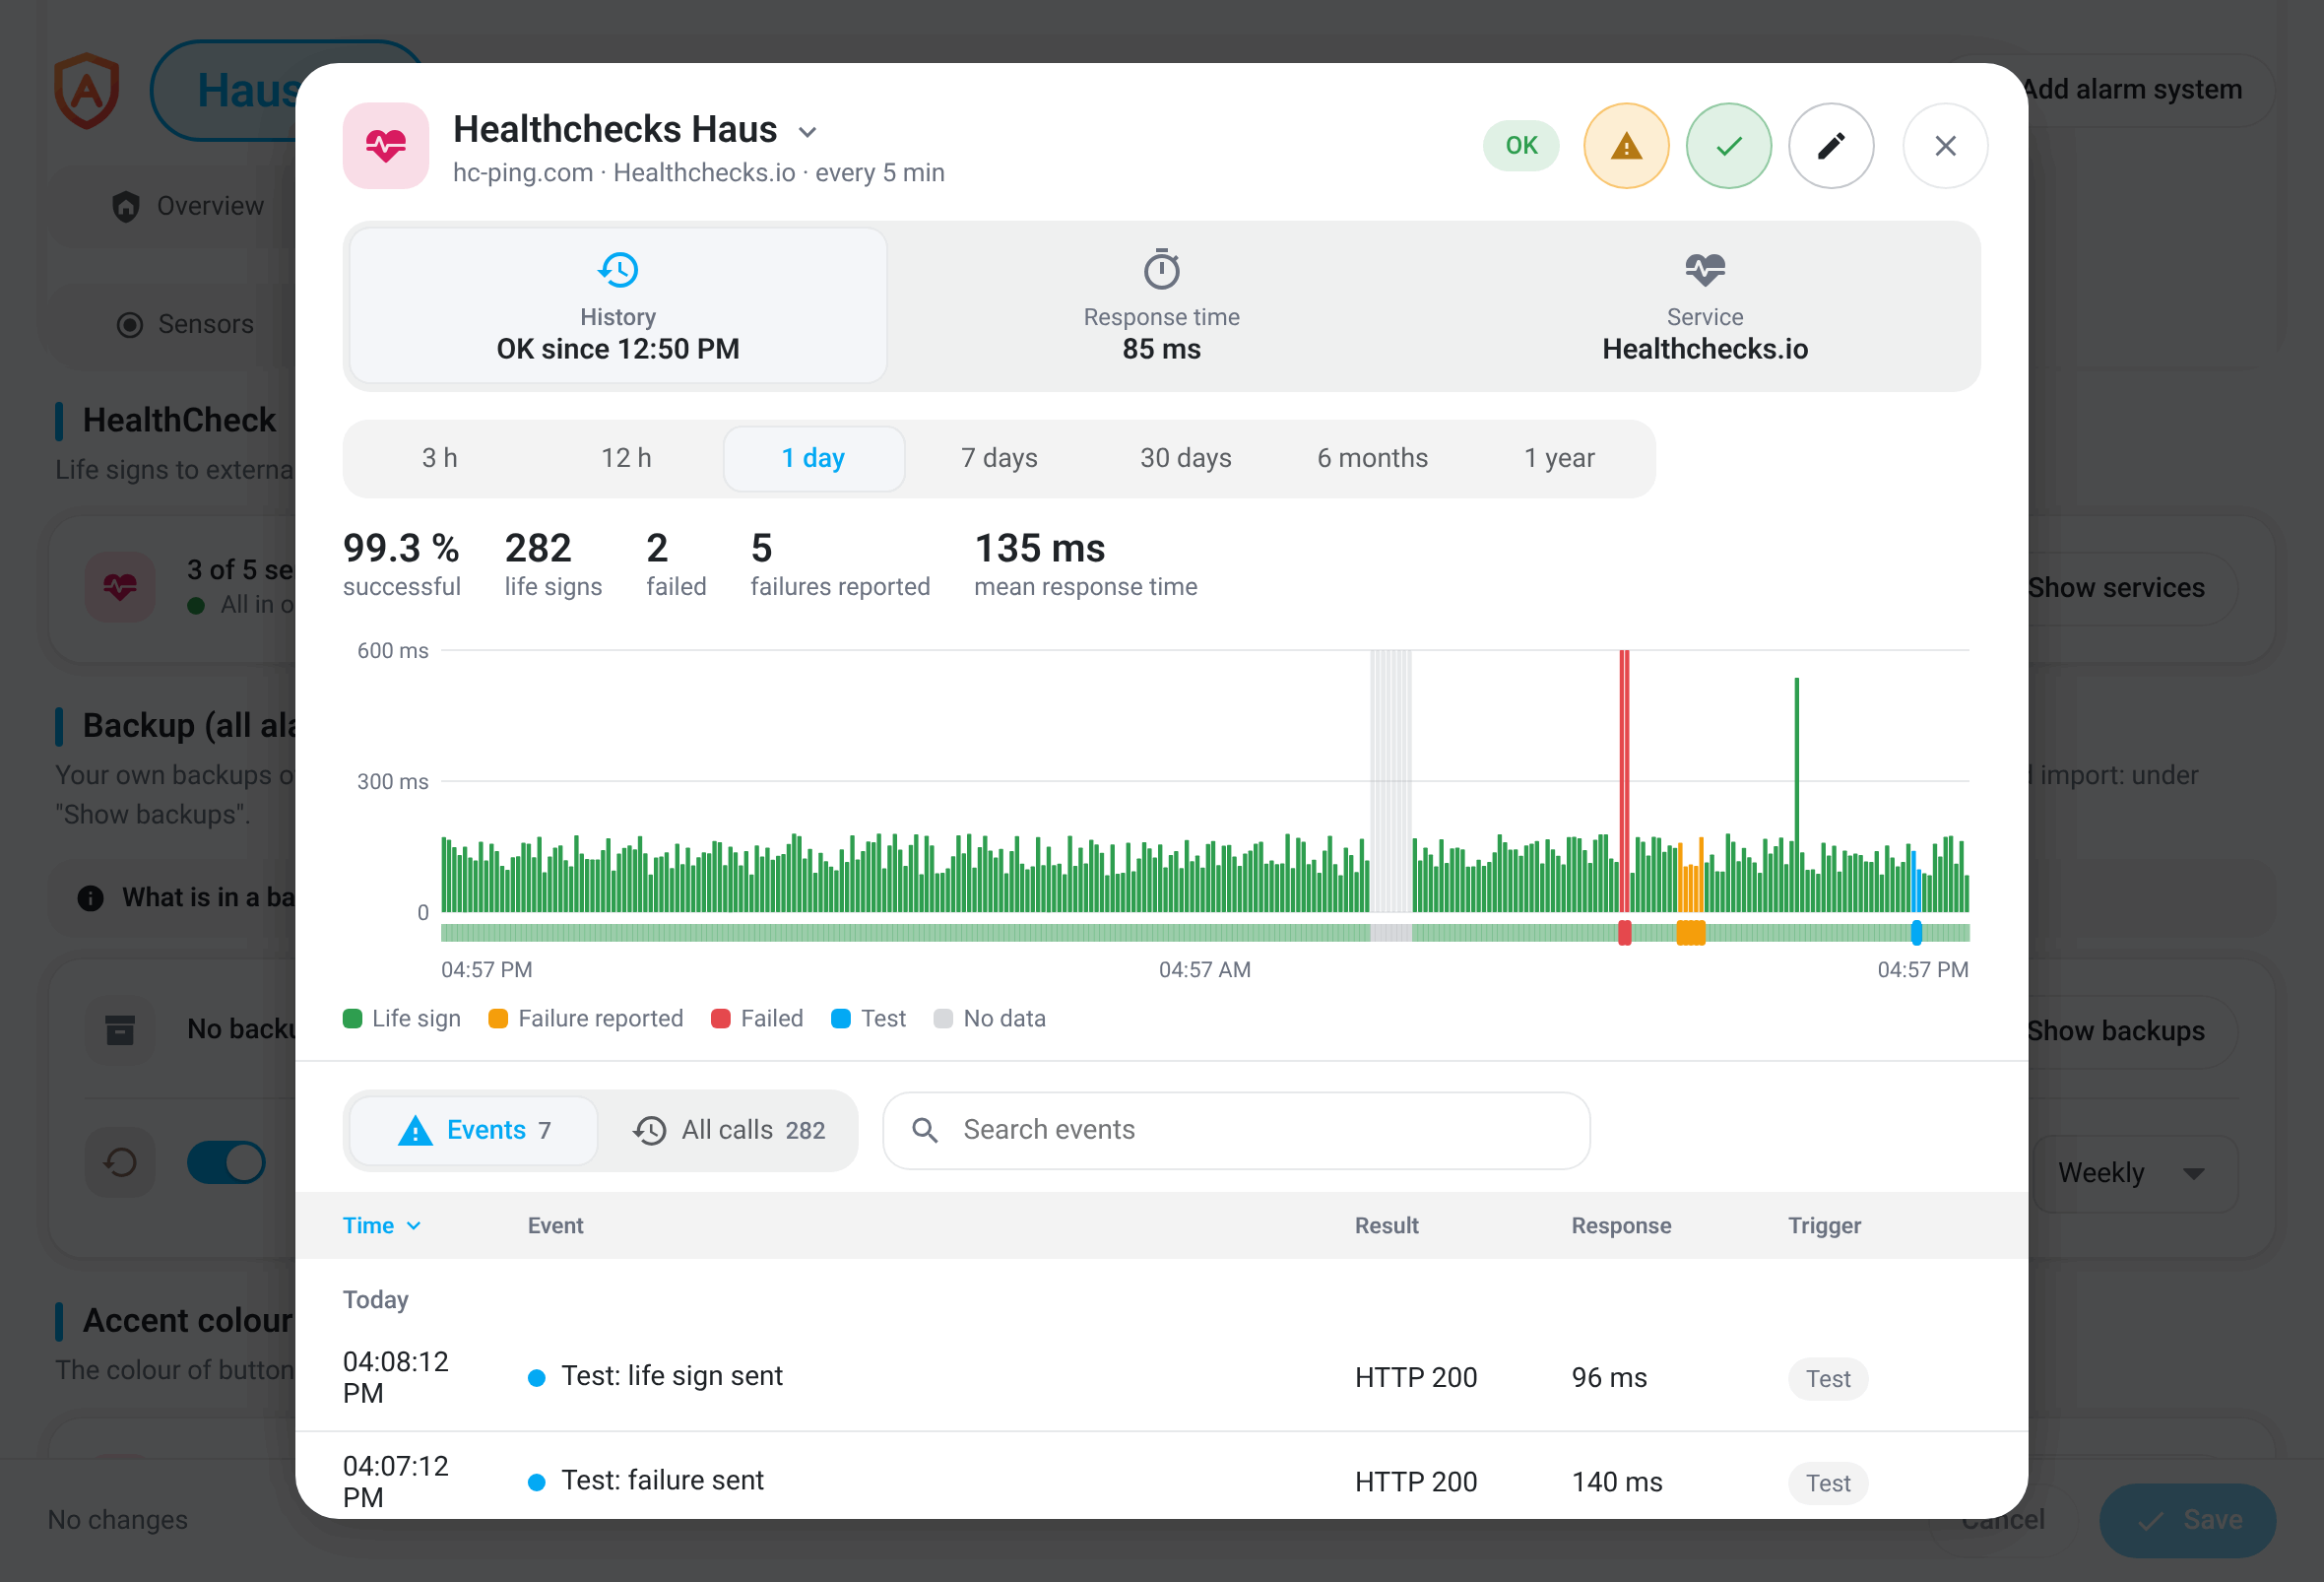 Haus
Add alarm system
Healthchecks Haus
hc-ping.com · Healthchecks.io · every 5 min
OK
Overview
Sensors
History
OK since 12:50 PM
Response time
85 ms
Service
Healthchecks.io
HealthCheck
Life signs to externa
3 h
12 h
1 day
7 days
30 days
6 months
1 year
99.3 %
successful
282
life signs
2
failed
5
failures reported
135 ms
mean response time
3 of 5 se
All in o
Show services
600 ms
300 ms
0
04:57 PM
04:57 AM
04:57 PM
Life sign
Failure reported
Failed
Test
No data
Backup (all ala
Your own backups o
"Show backups".
import: under
What is in a ba
No backu
Show backups
Weekly
Events 7
All calls 282
Search events
Time
Event
Result
Response
Trigger
Today
04:08:12 PM
Test: life sign sent
HTTP 200
96 ms
Test
04:07:12 PM
Test: failure sent
HTTP 200
140 ms
Test
Accent colour
The colour of button
No changes
Cancel
Save